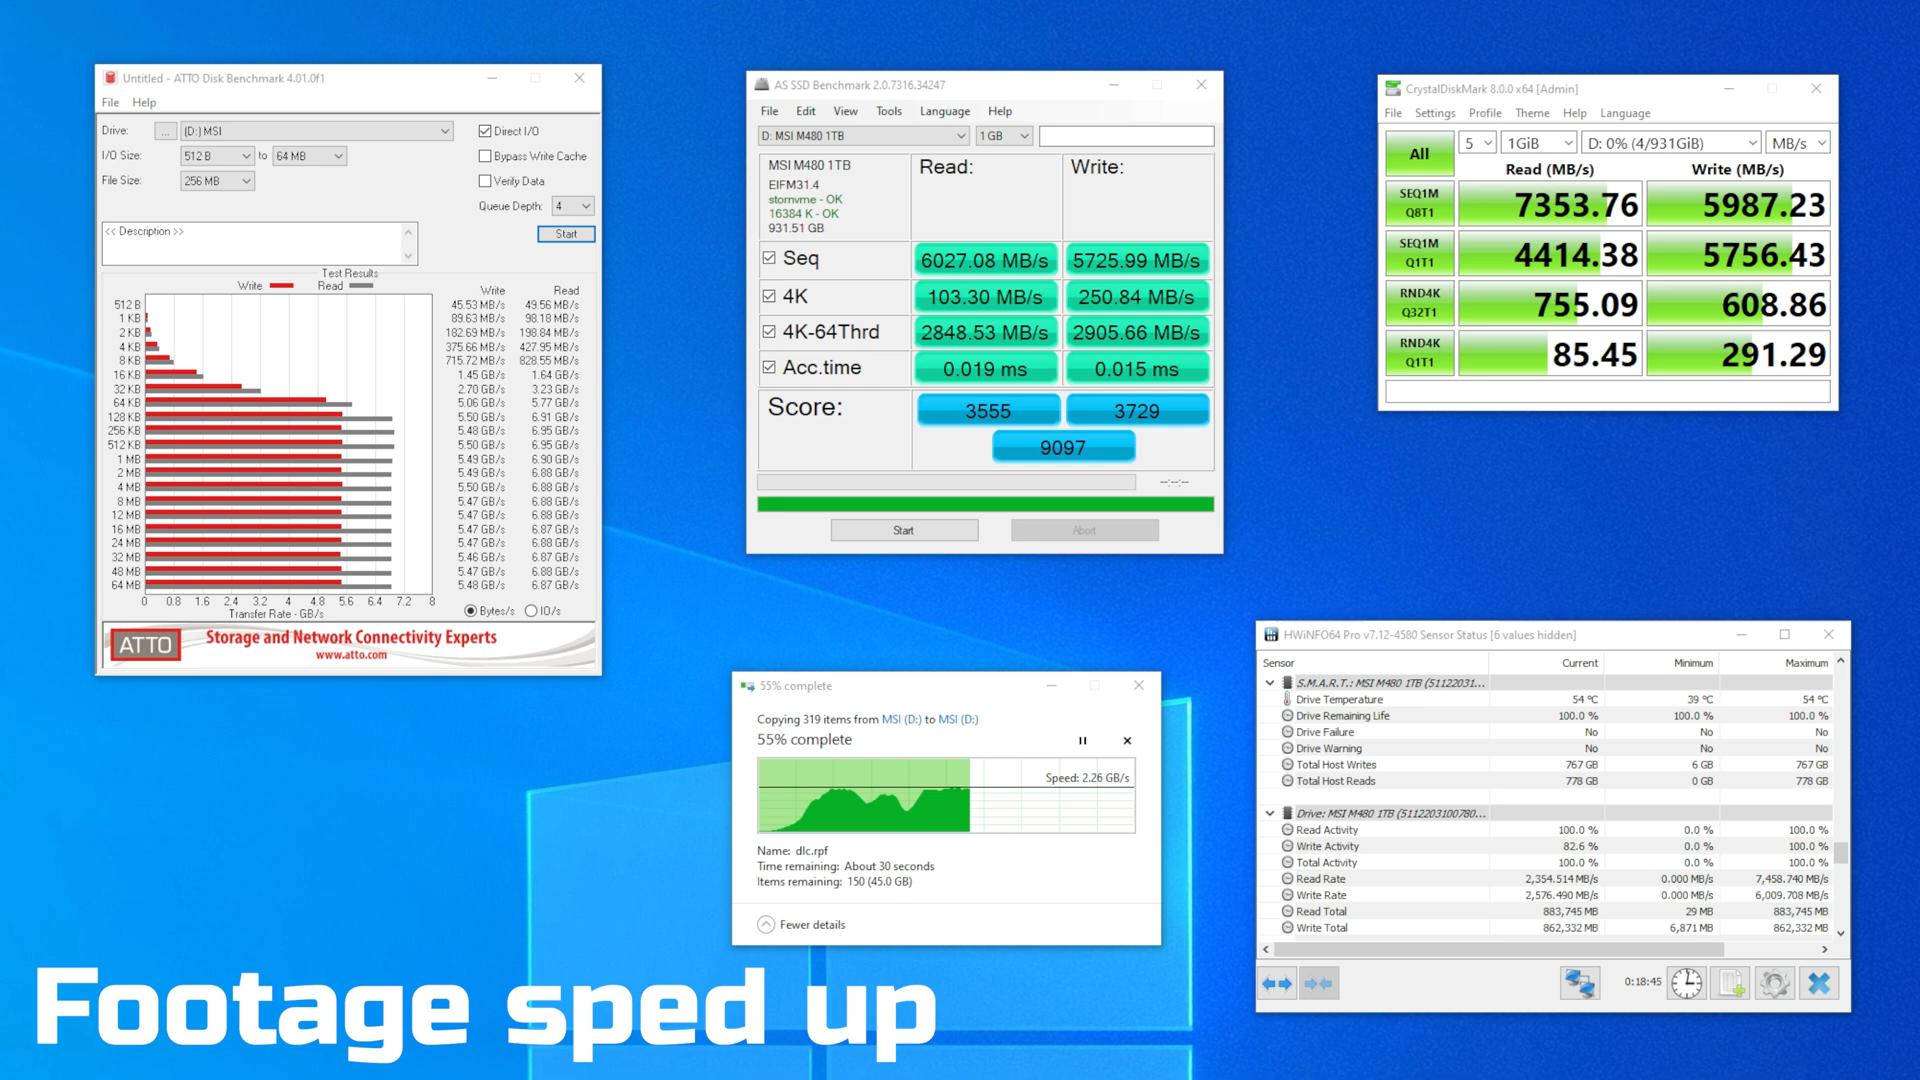 Untitled - ATTO Disk Benchmark 4.01.0f1
File Help
Drive: ... (D:) MSI
Direct I/O
I/O Size: 512 B to 64 MB
Bypass Write Cache
File Size: 256 MB
Verify Data
Queue Depth: 4
<< Description >>
Start
Test Results
Write Read
Write Read
512 B 45.53 MB/s 49.56 MB/s
1 KB 89.63 MB/s 98.18 MB/s
2 KB 182.69 MB/s 198.84 MB/s
4 KB 375.66 MB/s 427.95 MB/s
8 KB 715.72 MB/s 828.55 MB/s
16 KB 1.45 GB/s 1.64 GB/s
32 KB 2.70 GB/s 3.23 GB/s
64 KB 5.06 GB/s 5.77 GB/s
128 KB 5.50 GB/s 6.91 GB/s
256 KB 5.48 GB/s 6.95 GB/s
512 KB 5.50 GB/s 6.95 GB/s
1 MB 5.49 GB/s 6.90 GB/s
2 MB 5.49 GB/s 6.88 GB/s
4 MB 5.50 GB/s 6.88 GB/s
8 MB 5.47 GB/s 6.88 GB/s
12 MB 5.47 GB/s 6.88 GB/s
16 MB 5.47 GB/s 6.87 GB/s
24 MB 5.47 GB/s 6.88 GB/s
32 MB 5.46 GB/s 6.87 GB/s
48 MB 5.47 GB/s 6.88 GB/s
64 MB 5.48 GB/s 6.87 GB/s
0 0.8 1.6 2.4 3.2 4 4.8 5.6 6.4 7.2 8
Transfer Rate - GB/s
Bytes/s IO/s
ATTO Storage and Network Connectivity Experts
www.atto.com
AS SSD Benchmark 2.0.7316.34247
File Edit View Tools Language Help
D: MSI M480 1TB 1 GB
MSI M480 1TB
EIFM31.4
stornvme - OK
16384 K - OK
931.51 GB
Read: Write:
Seq 6027.08 MB/s 5725.99 MB/s
4K 103.30 MB/s 250.84 MB/s
4K-64Thrd 2848.53 MB/s 2905.66 MB/s
Acc.time 0.019 ms 0.015 ms
Score: 3555 3729
9097
--:--:--
Start Abort
CrystalDiskMark 8.0.0 x64 [Admin]
File Settings Profile Theme Help Language
All 5 1GiB D: 0% (4/931GiB) MB/s
Read (MB/s) Write (MB/s)
SEQ1M
Q8T1 7353.76 5987.23
SEQ1M
Q1T1 4414.38 5756.43
RND4K
Q32T1 755.09 608.86
RND4K
Q1T1 85.45 291.29
55% complete
Copying 319 items from MSI (D:) to MSI (D:)
55% complete
Speed: 2.26 GB/s
Name: dlc.rpf
Time remaining: About 30 seconds
Items remaining: 150 (45.0 GB)
Fewer details
HWiNFO64 Pro v7.12-4580 Sensor Status [6 values hidden]
Sensor Current Minimum Maximum
S.M.A.R.T.: MSI M480 1TB (51122031...
Drive Temperature 54 °C 39 °C 54 °C
Drive Remaining Life 100.0 % 100.0 % 100.0 %
Drive Failure No No No
Drive Warning No No No
Total Host Writes 767 GB 6 GB 767 GB
Total Host Reads 778 GB 0 GB 778 GB
Drive: MSI M480 1TB (5112203100780...
Read Activity 100.0 % 0.0 % 100.0 %
Write Activity 82.6 % 0.0 % 100.0 %
Total Activity 100.0 % 0.0 % 100.0 %
Read Rate 2,354.514 MB/s 0.000 MB/s 7,458.740 MB/s
Write Rate 2,576.490 MB/s 0.000 MB/s 6,009.708 MB/s
Read Total 883,745 MB 29 MB 883,745 MB
Write Total 862,332 MB 6,871 MB 862,332 MB
0:18:45
Footage sped up